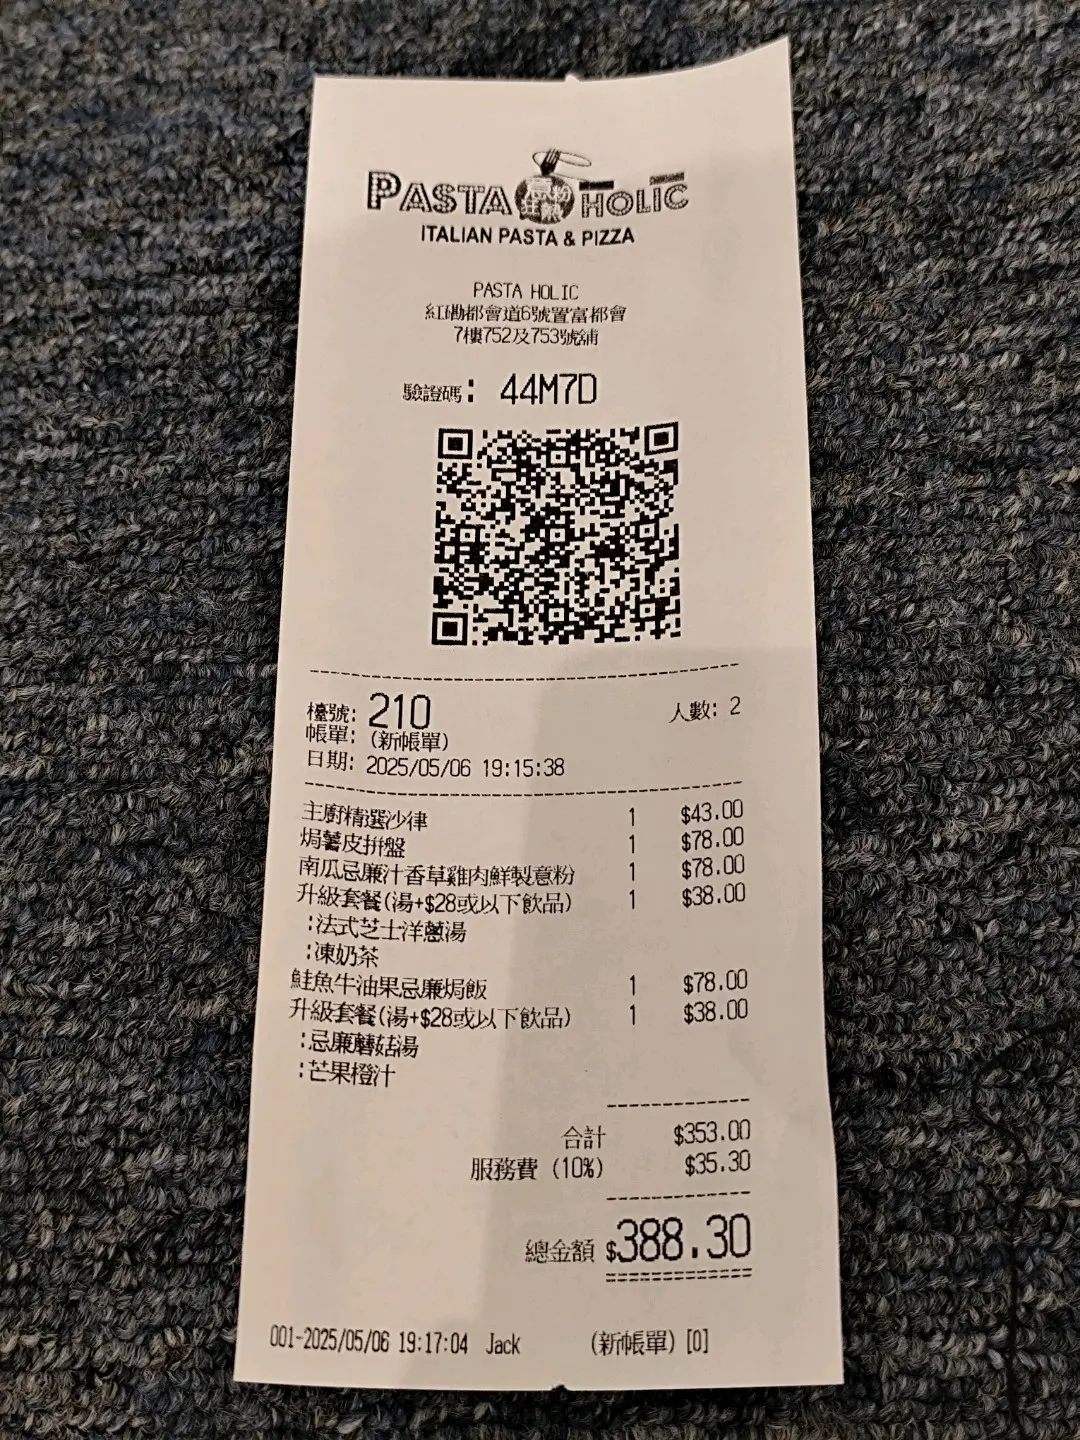 PASTA HOLIC
ITALIAN PASTA & PIZZA
PASTA HOLIC
紅磡都會道6號置富都會
7樓752及753號舖
驗證碼: 44M7D
檯號: 210 人數: 2
帳單: (新帳單)
日期: 2025/05/06 19:15:38
主廚精選沙律 1 $43.00
焗薯皮拼盤 1 $78.00
南瓜忌廉汁香草雞肉鮮製意粉 1 $78.00
升級套餐(湯+$28或以下飲品) 1 $38.00
:法式芝士洋蔥湯
:凍奶茶
鮭魚牛油果忌廉焗飯 1 $78.00
升級套餐(湯+$28或以下飲品) 1 $38.00
:忌廉蘑菇湯
:芒果橙汁
合計 $353.00
服務費 (10%) $35.30
總金額 $388.30
001-2025/05/06 19:17:04 Jack (新帳單) [0]